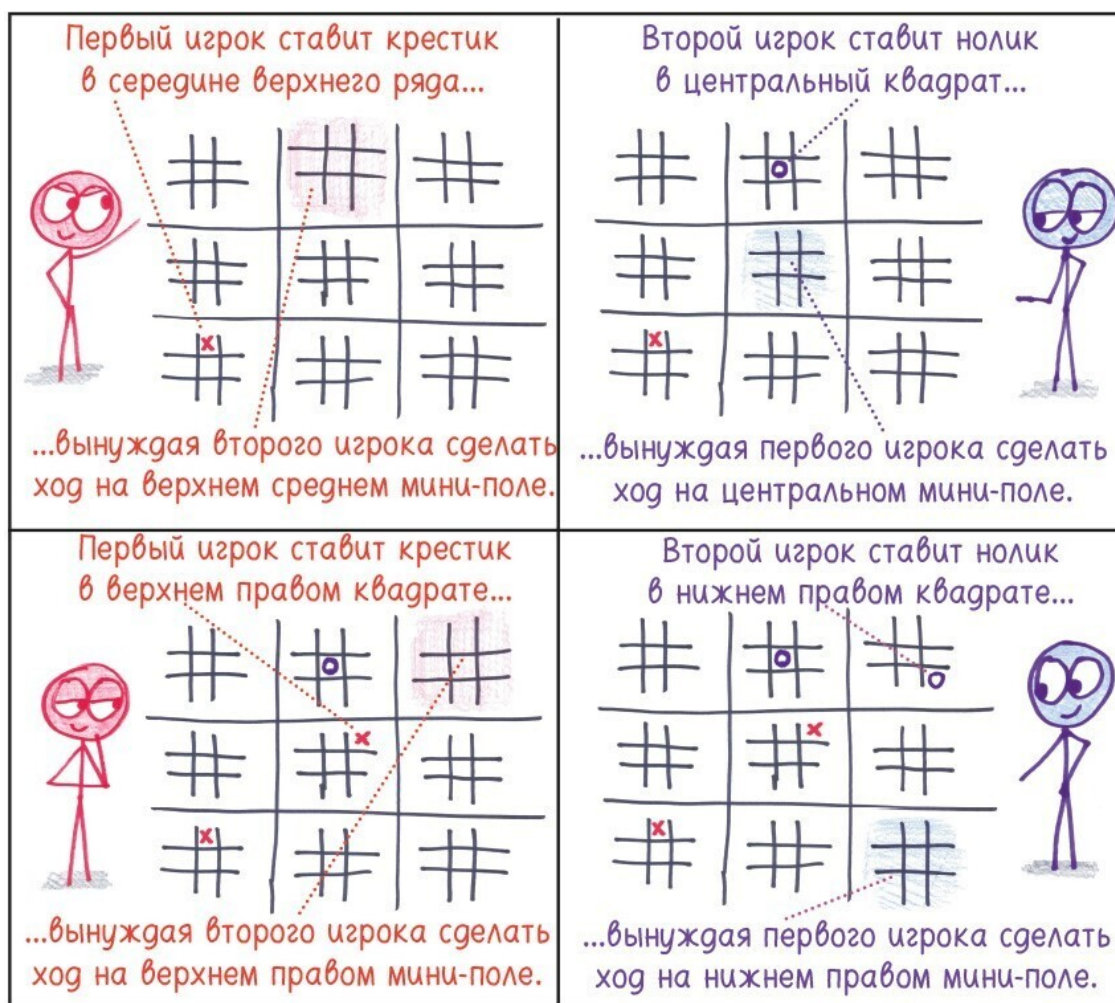 Первый игрок ставит крестик
в середине верхнего ряда...
...вынуждая второго игрока сделать
ход на верхнем среднем мини-поле.
Второй игрок ставит нолик
в центральный квадрат...
...вынуждая первого игрока сделать
ход на центральном мини-поле.
Первый игрок ставит крестик
в верхнем правом квадрате...
...вынуждая второго игрока сделать
ход на верхнем правом мини-поле.
Второй игрок ставит нолик
в нижнем правом квадрате...
...вынуждая первого игрока сделать
ход на нижнем правом мини-поле.